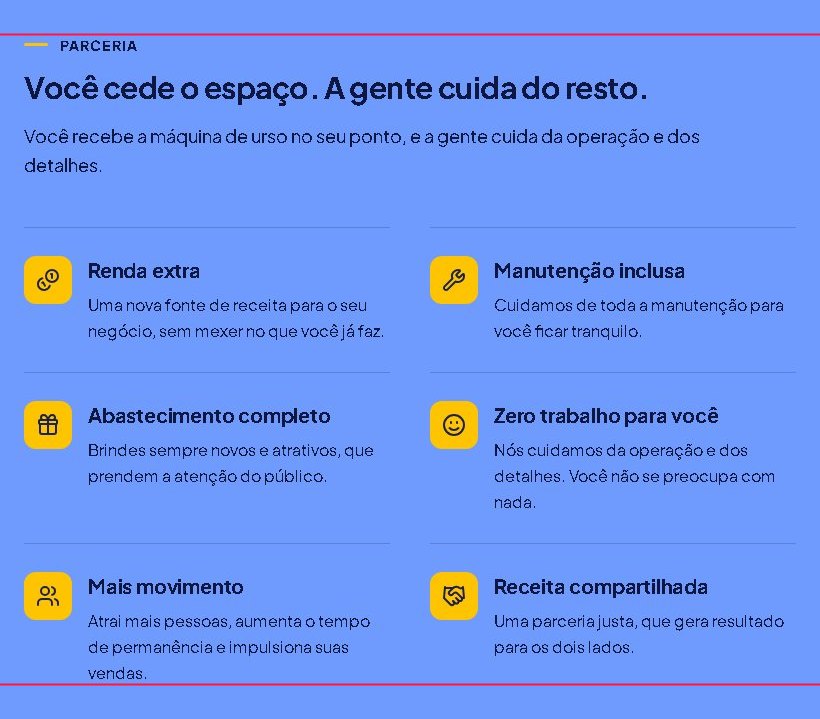 PARCERIA
Você cede o espaço. A gente cuida do resto.
Você recebe a máquina de urso no seu ponto, e a gente cuida da operação e dos
detalhes.
Renda extra
Uma nova fonte de receita para o seu
negócio, sem mexer no que você já faz.
Manutenção inclusa
Cuidamos de toda a manutenção para
você ficar tranquilo.
Abastecimento completo
Brindes sempre novos e atrativos, que
prendem a atenção do público.
Zero trabalho para você
Nós cuidamos da operação e dos
detalhes. Você não se preocupa com
nada.
Mais movimento
Atrai mais pessoas, aumenta o tempo
de permanência e impulsiona suas
vendas.
Receita compartilhada
Uma parceria justa, que gera resultado
para os dois lados.